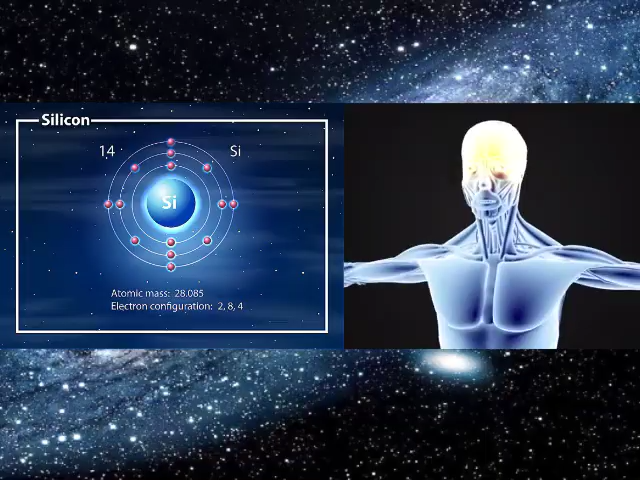 Silicon
14
Si
Si
Atomic mass: 28.085
Electron configuration: 2, 8, 4